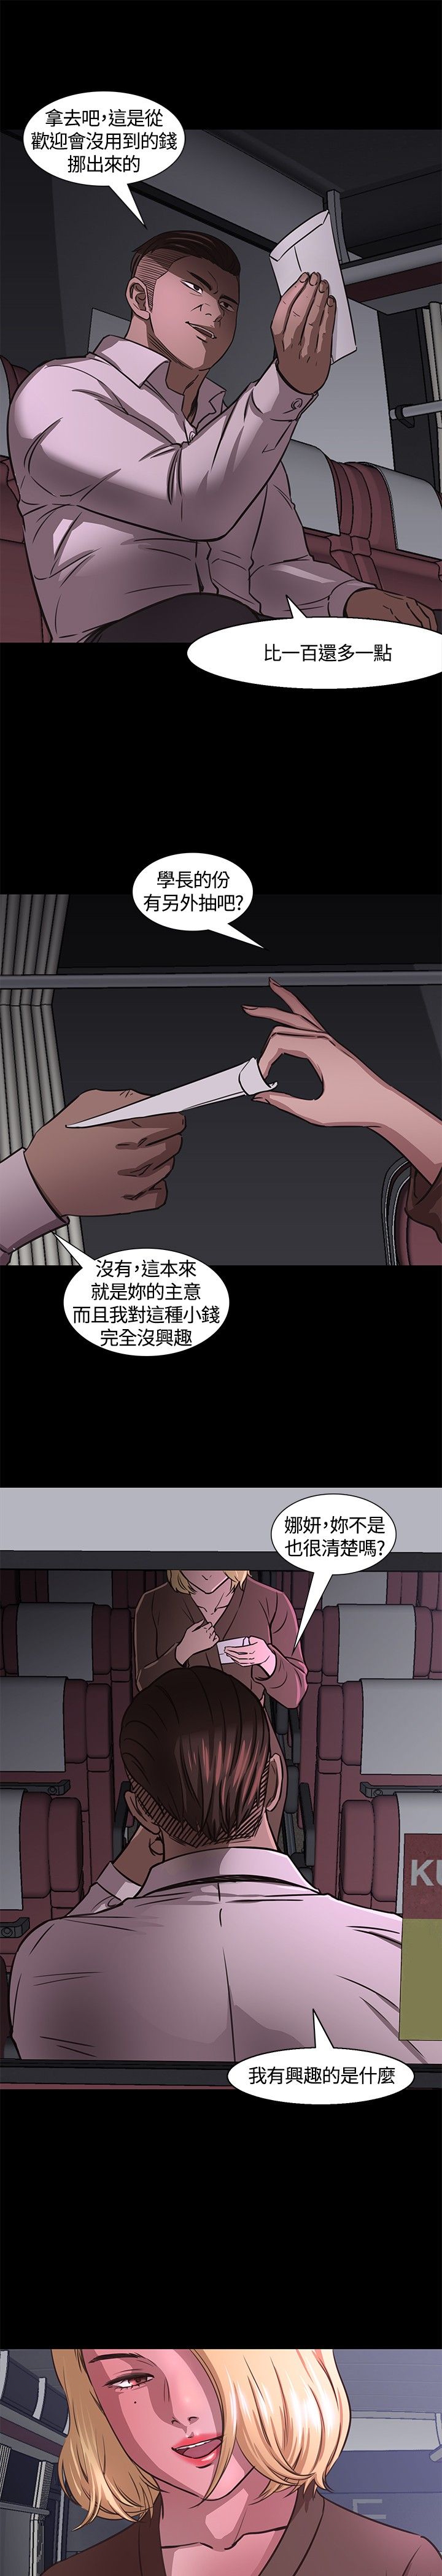 拿去吧，這是從
歡迎會沒用到的錢
挪出來的
比一百還多一點
學長的份
有另外抽吧?
沒有，這本來
就是妳的主意
而且我對這種小錢
完全沒興趣
娜妍，妳不是
也很清楚嗎?
KU
我有興趣的是什麼